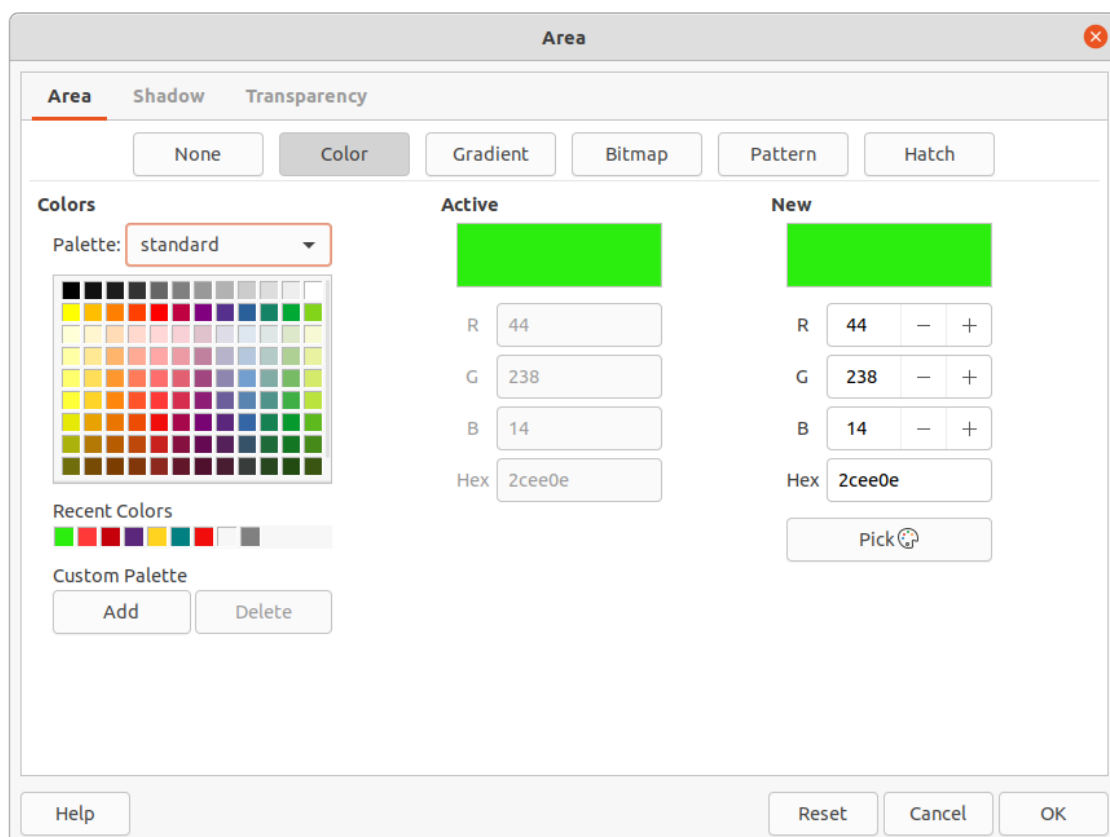 Area
Area Shadow Transparency
None Color Gradient Bitmap Pattern Hatch
Colors Active New
Palette: standard
R 44 R 44
G 238 G 238
B 14 B 14
Hex 2cee0e Hex 2cee0e
Recent Colors
Pick
Custom Palette
Add Delete
Help Reset Cancel OK